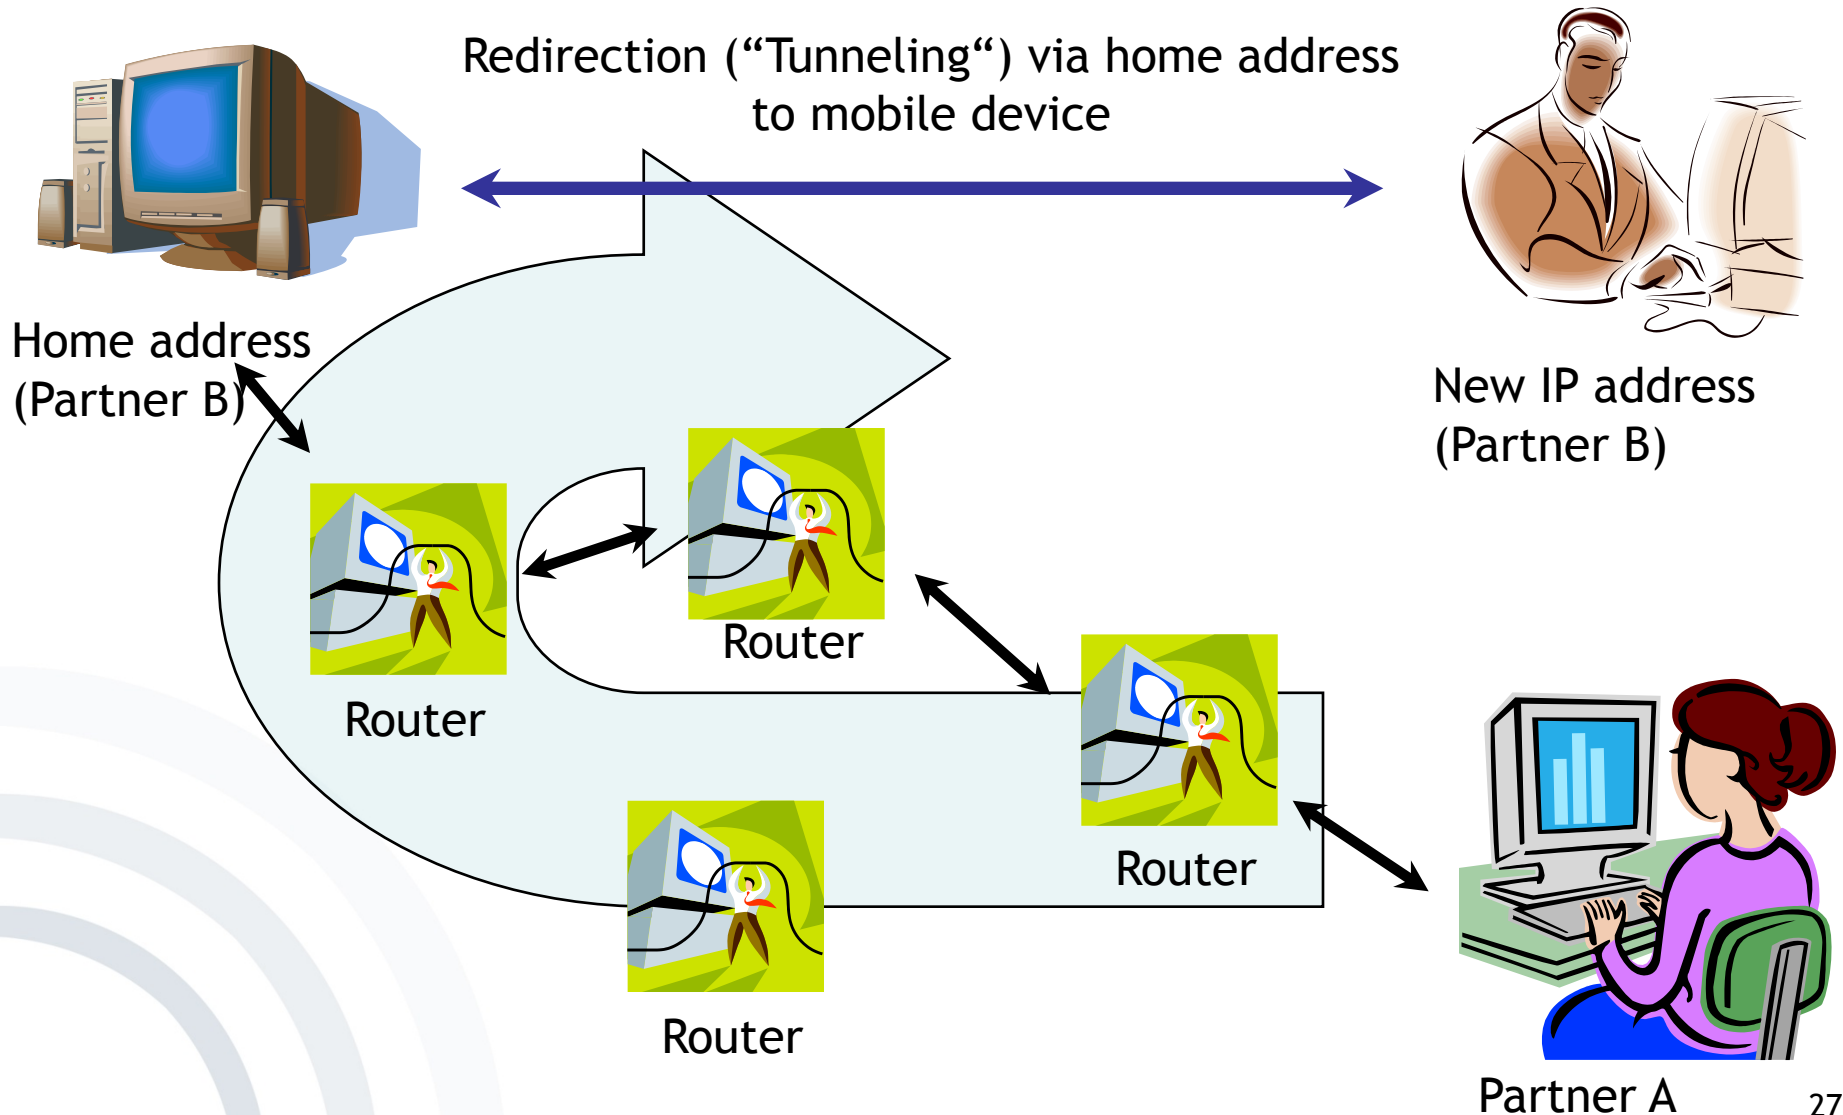 Redirection (“Tunneling“) via home address
to mobile device
Home address
(Partner B)
New IP address
(Partner B)
Router
Router
Router
Router
Partner A
27